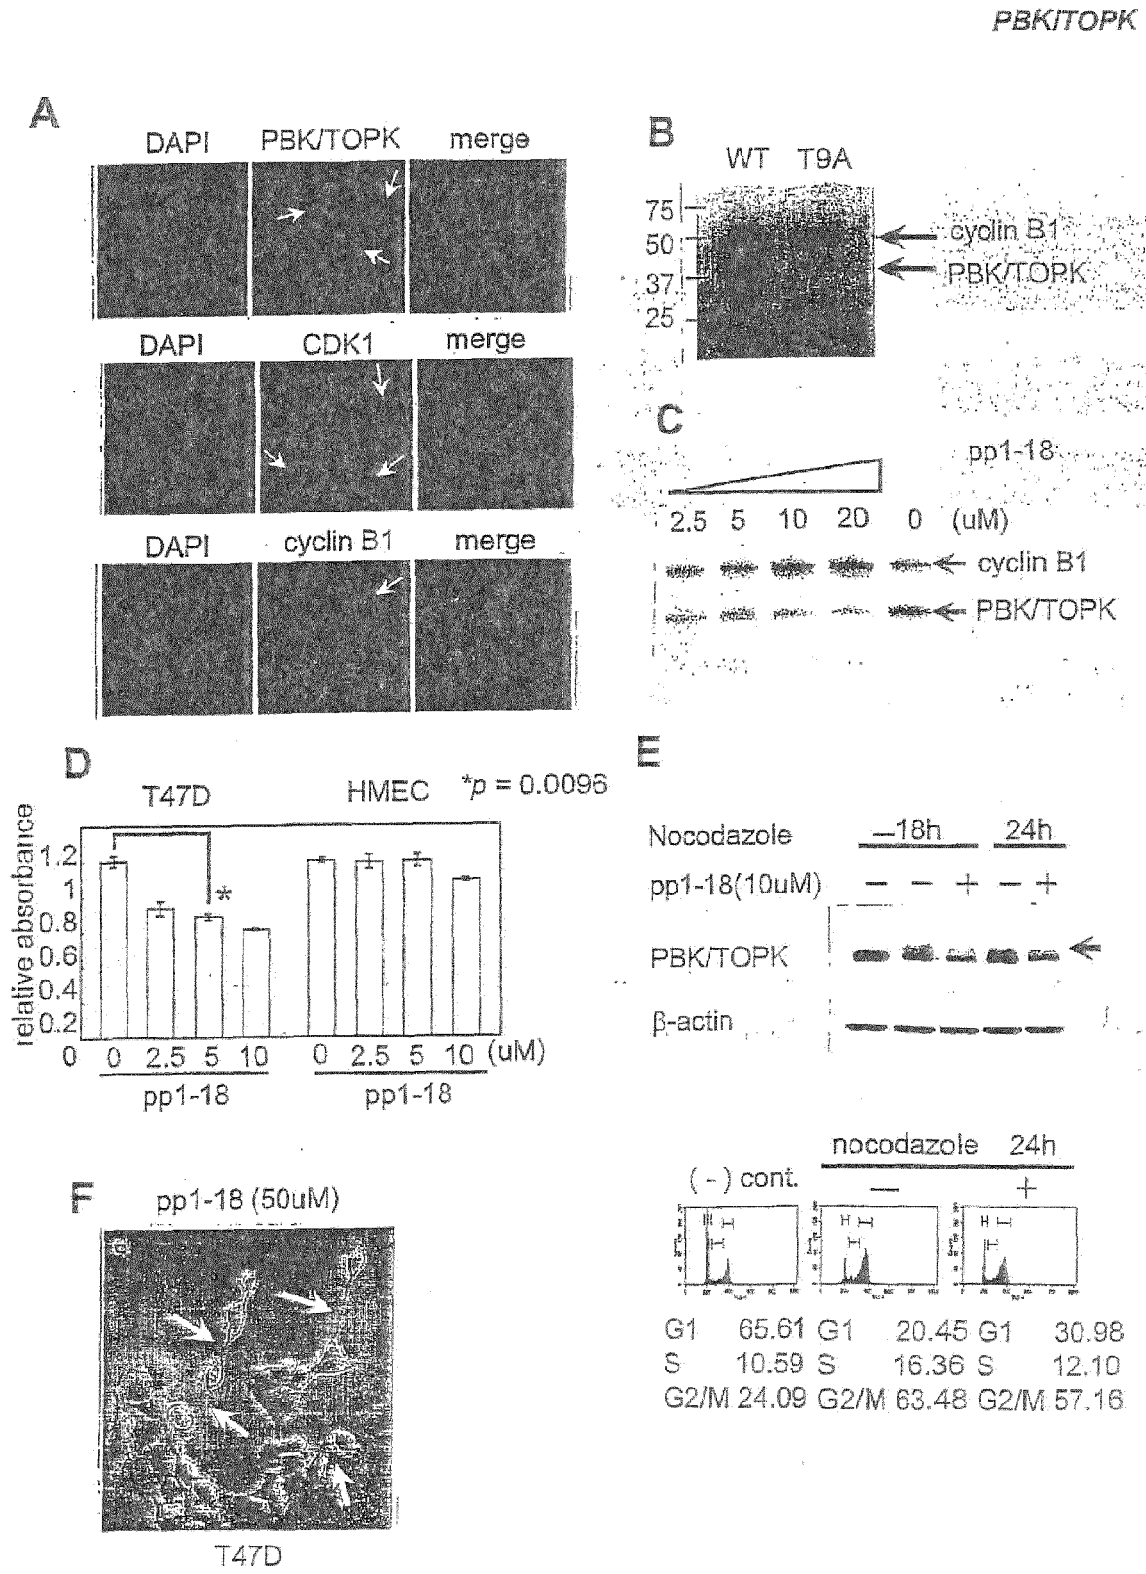 PBK/TOPK
A
DAPI PBK/TOPK merge
DAPI CDK1 merge
DAPI cyclin B1 merge
B
WT T9A
75
50
37
25
cyclin B1
PBK/TOPK
C
pp1-18
2.5 5 10 20 0 (uM)
cyclin B1
PBK/TOPK
D
T47D HMEC *p = 0.0096
relative absorbance
1.2
1
0.8
0.6
0.4
0.2
0
*
0 2.5 5 10 0 2.5 5 10 (uM)
pp1-18 pp1-18
E
Nocodazole –18h 24h
pp1-18(10uM) – – + – +
PBK/TOPK
β-actin
nocodazole 24h
(-) cont. — +
G1 65.61 G1 20.45 G1 30.98
S 10.59 S 16.36 S 12.10
G2/M 24.09 G2/M 63.48 G2/M 57.16
F
pp1-18 (50uM)
T47D